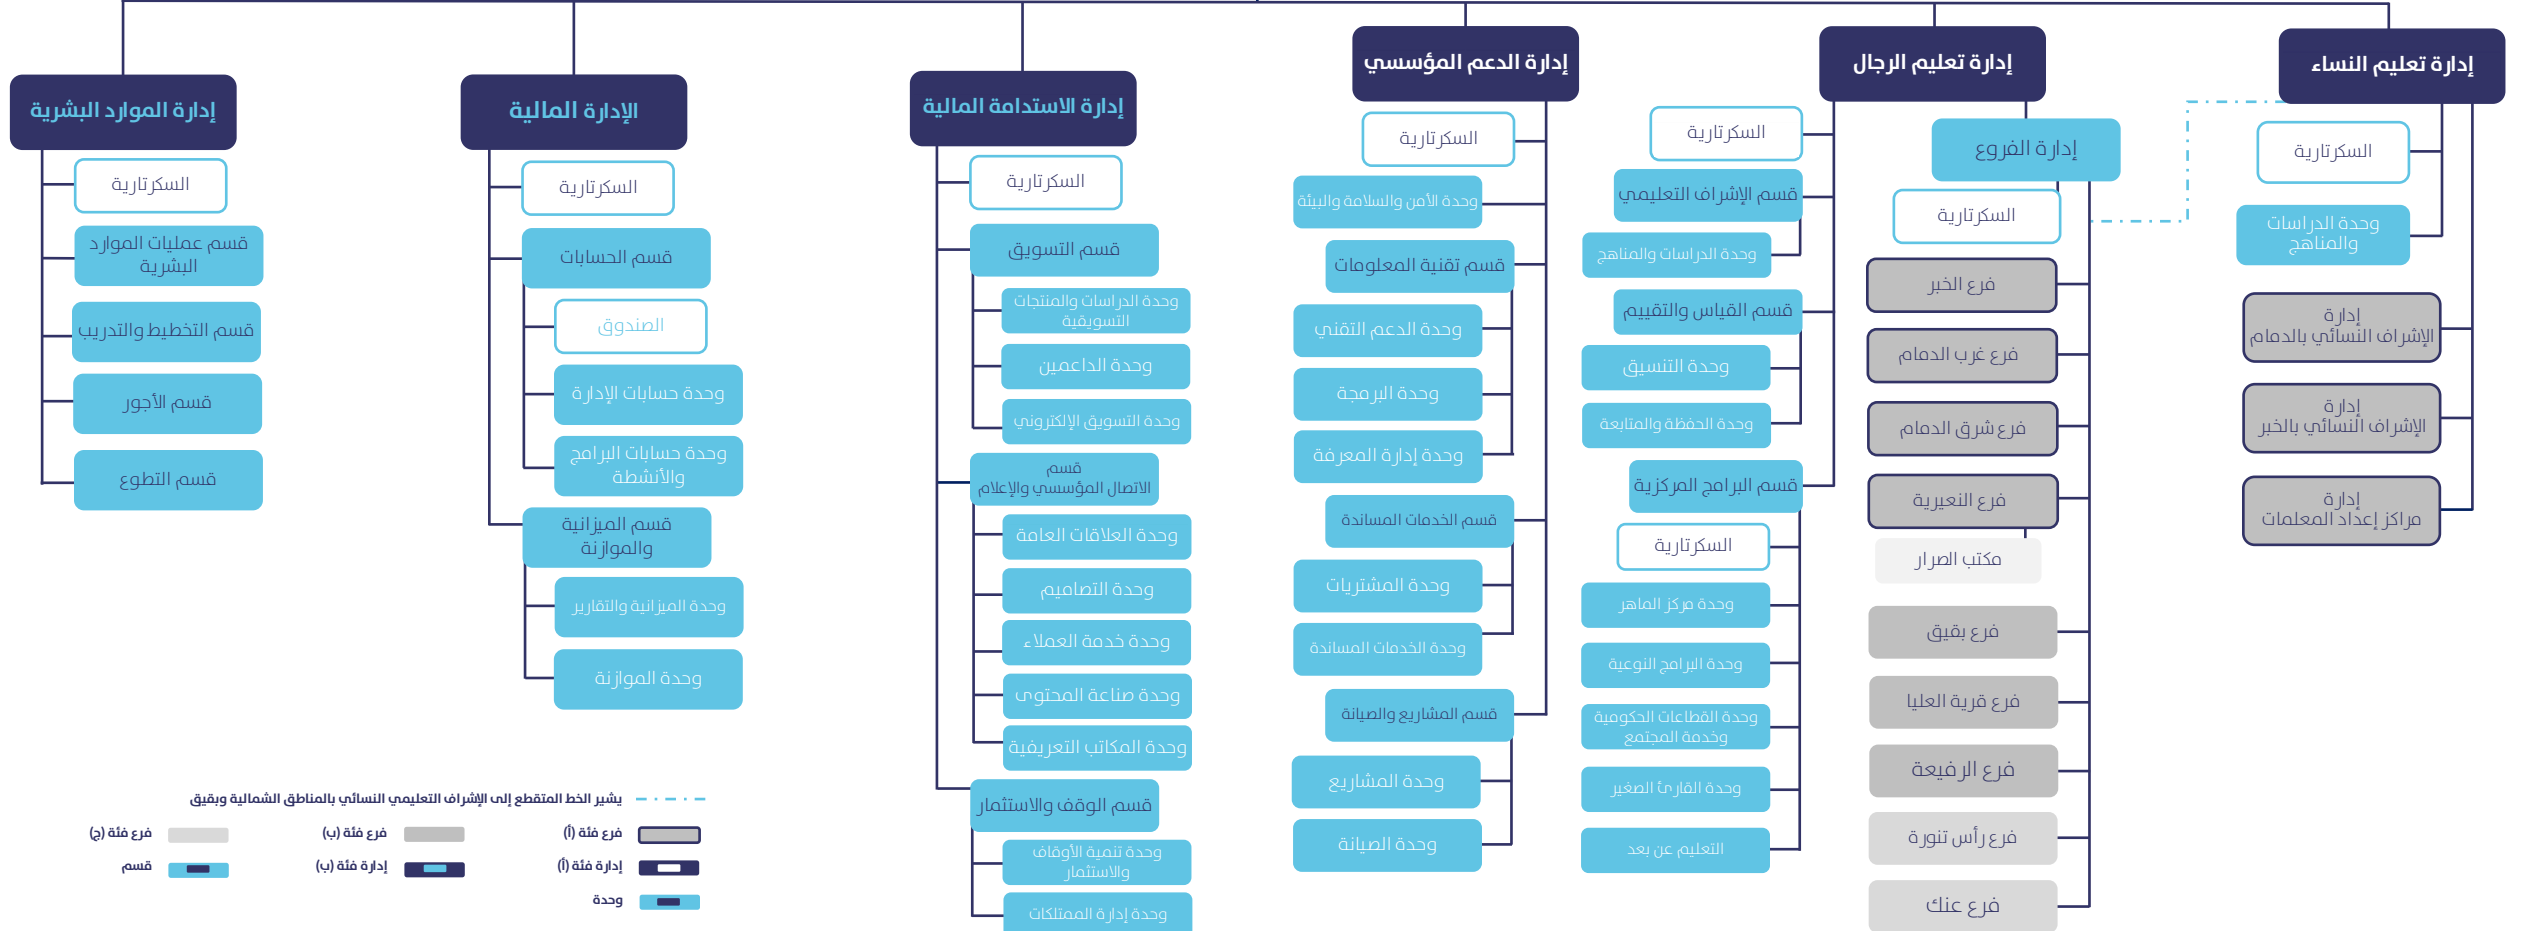 إدارة تعليم النساء
السكرتارية
وحدة الدراسات
والمناهج
إدارة
الإشراف النسائي بالدمام
إدارة
الإشراف النسائي بالخبر
إدارة
مراكز إعداد المعلمات
إدارة تعليم الرجال
إدارة الفروع
السكرتارية
فرع الخبر
فرع غرب الدمام
فرع شرق الدمام
فرع النعيرية
مكتب الصرار
فرع بقيق
فرع قرية العليا
فرع الرفيعة
فرع رأس تنورة
فرع عنك
السكرتارية
قسم الإشراف التعليمي
وحدة الدراسات والمناهج
قسم القياس والتقييم
وحدة التنسيق
وحدة الحفظة والمتابعة
قسم البرامج المركزية
السكرتارية
وحدة مركز الماهر
وحدة البرامج النوعية
وحدة القطاعات الحكومية
وخدمة المجتمع
وحدة القارئ الصغير
التعليم عن بعد
إدارة الدعم المؤسسي
السكرتارية
وحدة الأمن والسلامة والبيئة
قسم تقنية المعلومات
وحدة الدعم التقني
وحدة البرمجة
وحدة إدارة المعرفة
قسم الخدمات المساندة
وحدة المشتريات
وحدة الخدمات المساندة
قسم المشاريع والصيانة
وحدة المشاريع
وحدة الصيانة
إدارة الاستدامة المالية
السكرتارية
قسم التسويق
وحدة الدراسات والمنتجات
التسويقية
وحدة الداعمين
وحدة التسويق الإلكتروني
قسم
الاتصال المؤسسي والإعلام
وحدة العلاقات العامة
وحدة التصاميم
وحدة خدمة العملاء
وحدة صناعة المحتوى
وحدة المكاتب التعريفية
قسم الوقف والاستثمار
وحدة تنمية الأوقاف
والاستثمار
وحدة إدارة الممتلكات
الإدارة المالية
السكرتارية
قسم الحسابات
الصندوق
وحدة حسابات الإدارة
وحدة حسابات البرامج
والأنشطة
قسم الميزانية
والموازنة
وحدة الميزانية والتقارير
وحدة الموازنة
إدارة الموارد البشرية
السكرتارية
قسم عمليات الموارد
البشرية
قسم التخطيط والتدريب
قسم الأجور
قسم التطوع
يشير الخط المتقطع إلى الإشراف التعليمي النسائي بالمناطق الشمالية وبقيق
فرع فئة (أ)
فرع فئة (ب)
فرع فئة (ج)
إدارة فئة (أ)
إدارة فئة (ب)
قسم
وحدة